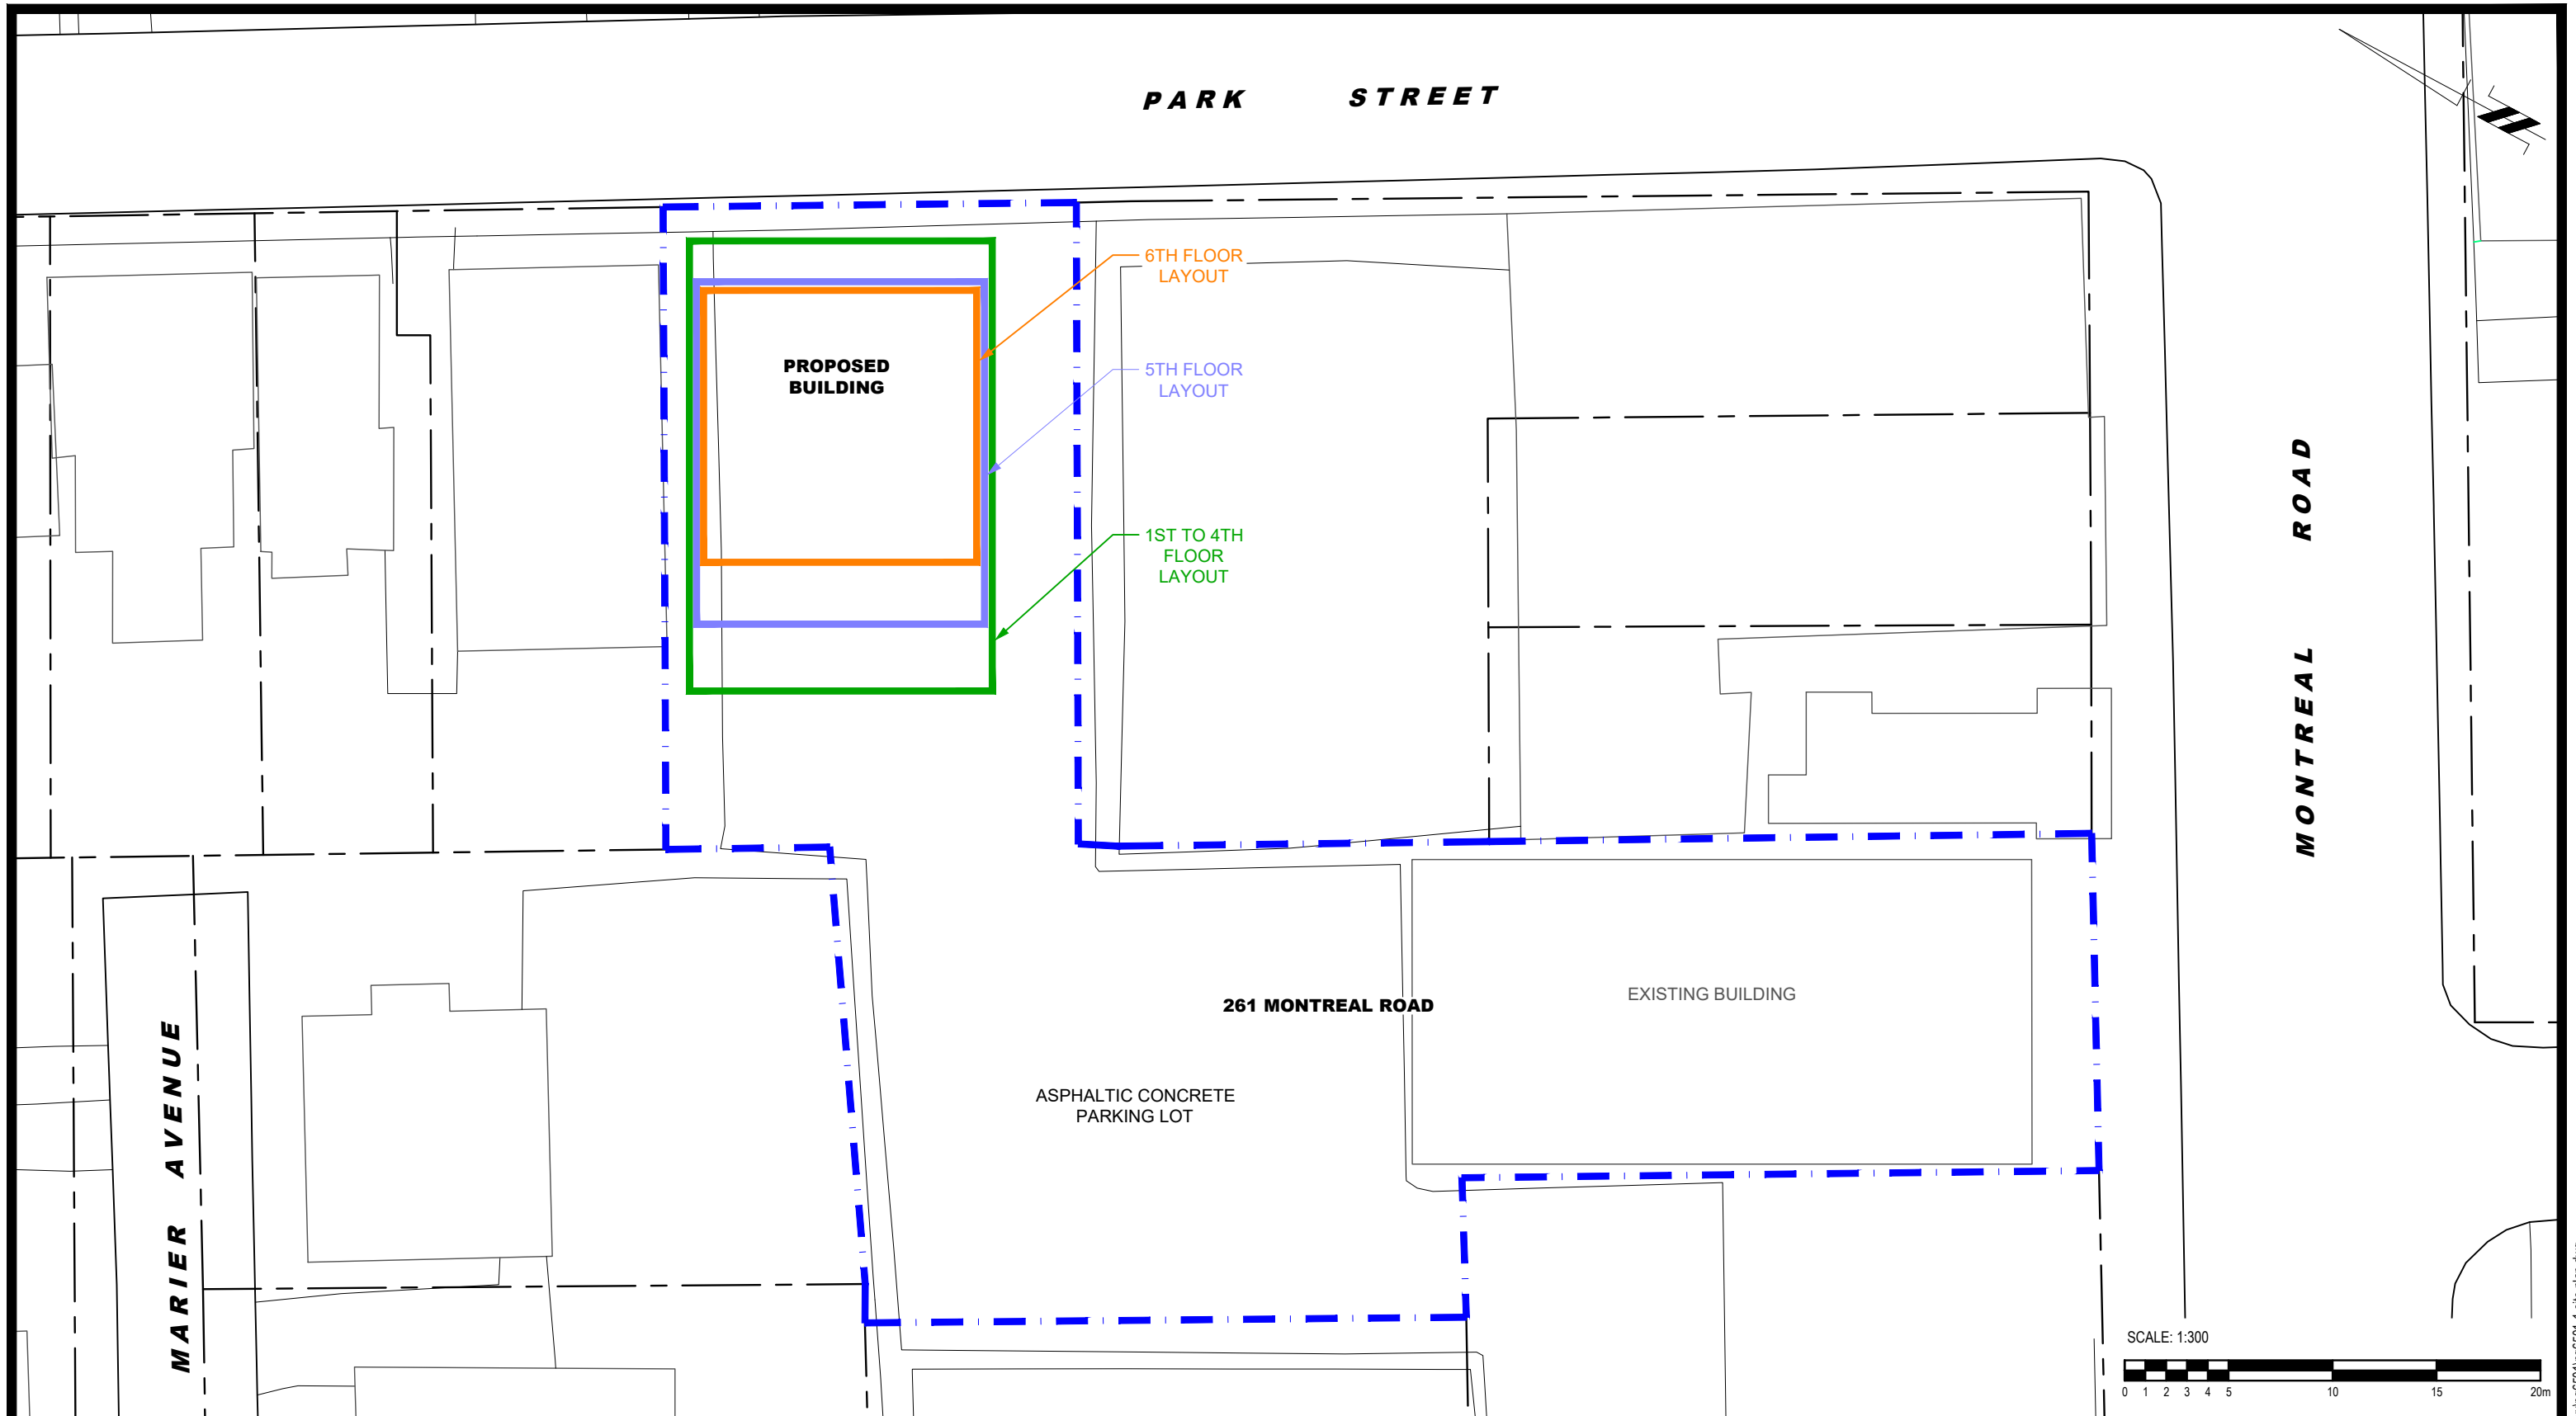 PARK STREET
6TH FLOOR
LAYOUT
PROPOSED
BUILDING
5TH FLOOR
LAYOUT
1ST TO 4TH
FLOOR
LAYOUT
MONTREAL ROAD
261 MONTREAL ROAD
EXISTING BUILDING
ASPHALTIC CONCRETE
PARKING LOT
MARIER AVENUE
SCALE: 1:300
0 1 2 3 4 5 10 15 20m